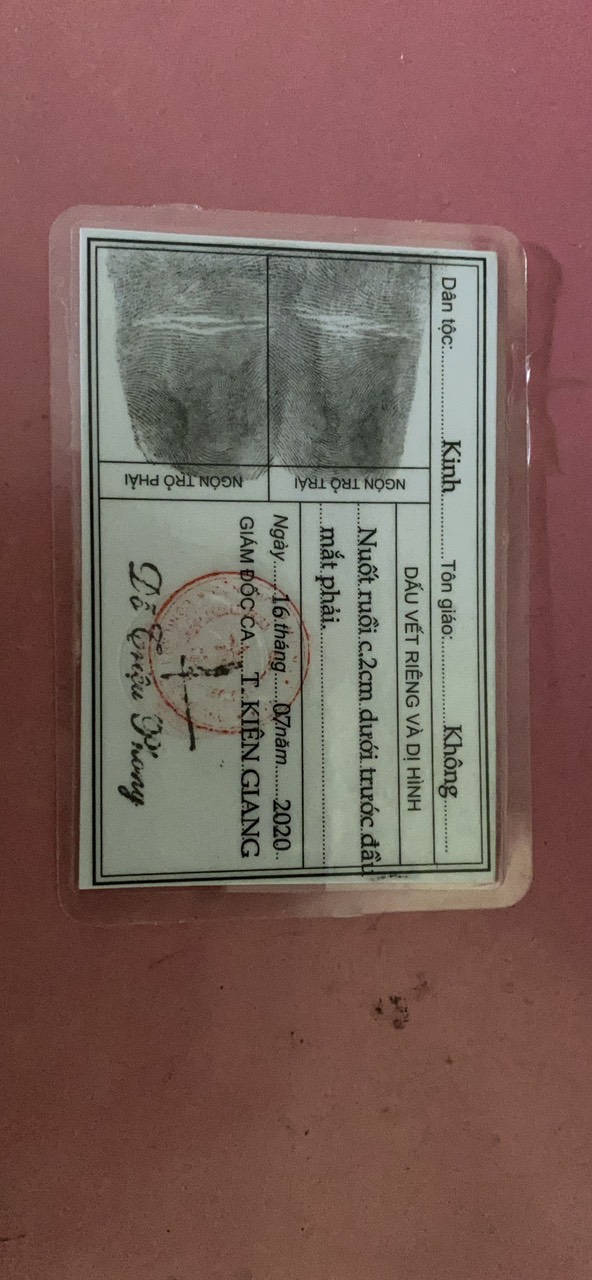 Dân tộc: Kinh Tôn giáo: Không
DẤU VẾT RIÊNG VÀ DỊ HÌNH
Nuốt ruồi c.2cm dưới trước đầu
mắt phải.
NGÓN TRỎ TRÁI
NGÓN TRỎ PHẢI
Ngày 16 tháng 07 năm 2020
GIÁM ĐỐC CA T. KIÊN GIANG
Đỗ Triệu Phong